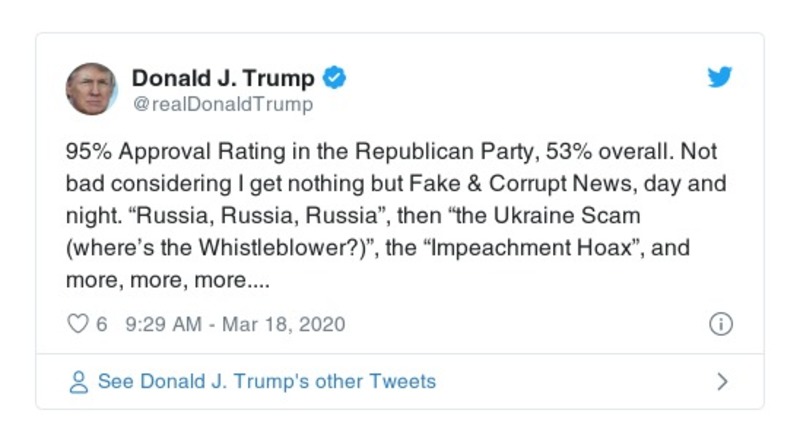 Donald J. Trump
@realDonaldTrump
95% Approval Rating in the Republican Party, 53% overall. Not
bad considering I get nothing but Fake & Corrupt News, day and
night. “Russia, Russia, Russia”, then “the Ukraine Scam
(where’s the Whistleblower?)”, the “Impeachment Hoax”, and
more, more, more....
6 9:29 AM - Mar 18, 2020
See Donald J. Trump's other Tweets